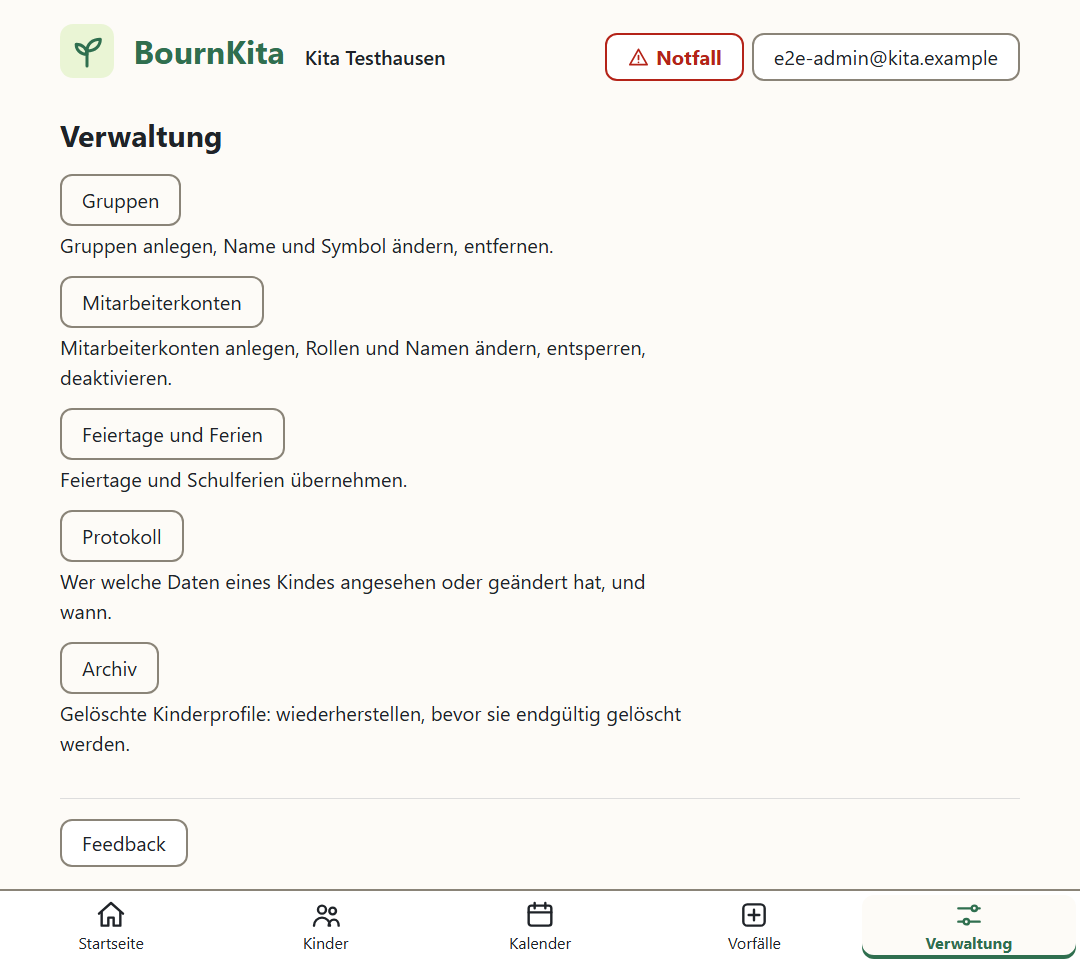 BournKita Kita Testhausen Notfall e2e-admin@kita.example
Verwaltung
Gruppen
Gruppen anlegen, Name und Symbol ändern, entfernen.
Mitarbeiterkonten
Mitarbeiterkonten anlegen, Rollen und Namen ändern, entsperren,
deaktivieren.
Feiertage und Ferien
Feiertage und Schulferien übernehmen.
Protokoll
Wer welche Daten eines Kindes angesehen oder geändert hat, und
wann.
Archiv
Gelöschte Kinderprofile: wiederherstellen, bevor sie endgültig gelöscht
werden.
Feedback
Startseite Kinder Kalender Vorfälle Verwaltung